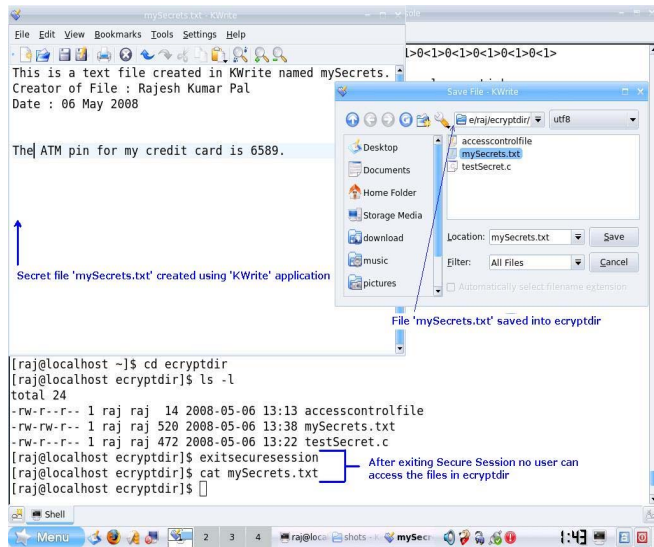 mySecrets.txt - KWrite
File Edit View Bookmarks Tools Settings Help
This is a text file created in KWrite named mySecrets.
Creator of File : Rajesh Kumar Pal
Date : 06 May 2008
The ATM pin for my credit card is 6589.
Secret file 'mySecrets.txt' created using 'KWrite' application
l>0<1>0<1>0<1>0<1>0<1>
Save File - KWrite
e/raj/ecryptdir/
utf8
Desktop
Documents
Home Folder
Storage Media
download
music
pictures
accesscontrolfile
mySecrets.txt
testSecret.c
Location: mySecrets.txt Save
Filter: All Files Cancel
Automatically select filename extension
File 'mySecrets.txt' saved into ecryptdir
[raj@localhost ~]$ cd ecryptdir
[raj@localhost ecryptdir]$ ls -l
total 24
-rw-r--r-- 1 raj raj 14 2008-05-06 13:13 accesscontrolfile
-rw-rw-r-- 1 raj raj 520 2008-05-06 13:38 mySecrets.txt
-rw-r--r-- 1 raj raj 472 2008-05-06 13:22 testSecret.c
[raj@localhost ecryptdir]$ exitsecuresession
[raj@localhost ecryptdir]$ cat mySecrets.txt
[raj@localhost ecryptdir]$
After exiting Secure Session no user can
access the files in ecryptdir
Shell
Menu 2 3 4 raj@loca shots - mySecr 1:43